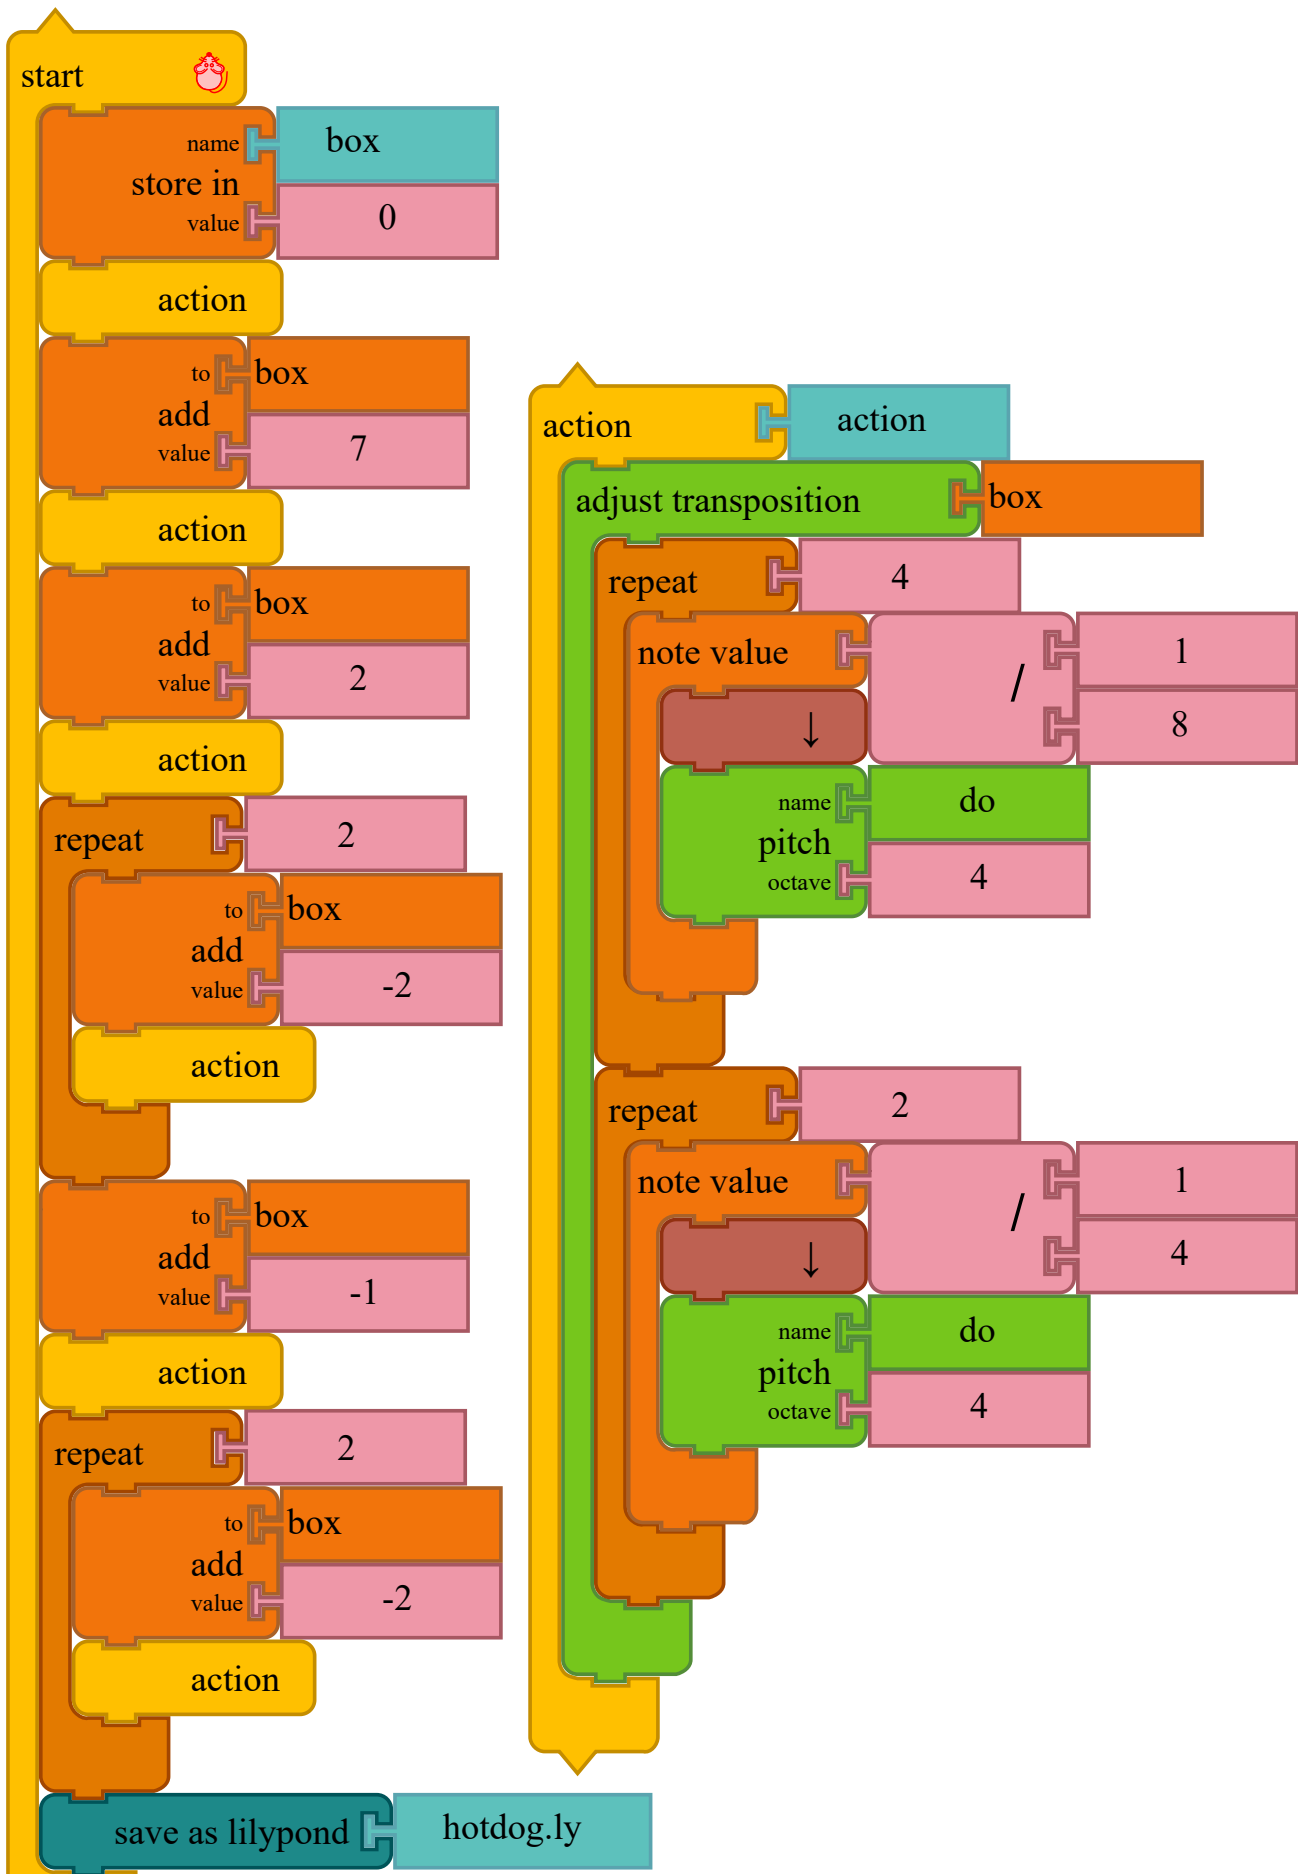 start
name
box
store in
value
0
action
to
box
add
value
7
action
to
box
add
value
2
action
repeat
2
to
box
add
value
-2
action
to
box
add
value
-1
action
repeat
2
to
box
add
value
-2
action
save as lilypond
hotdog.ly
action
action
adjust transposition
box
repeat
4
note value
/
1
8
↓
name
do
pitch
octave
4
repeat
2
note value
/
1
4
↓
name
do
pitch
octave
4